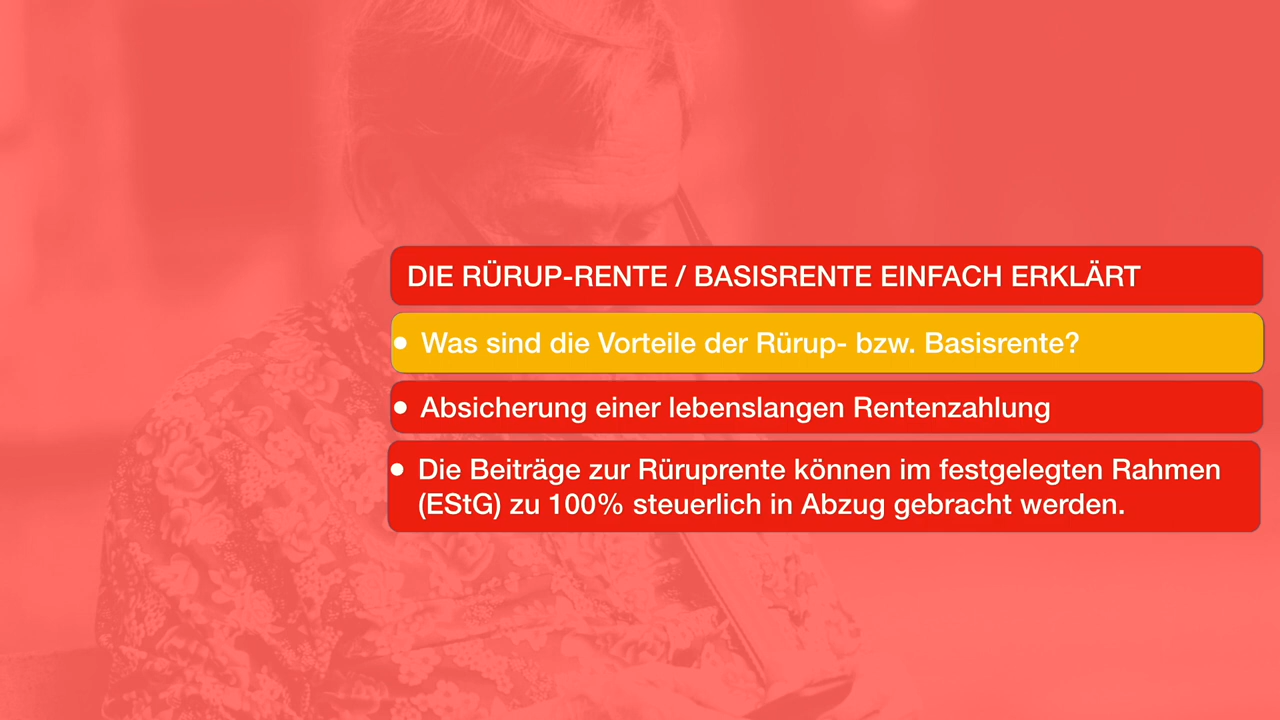 DIE RÜRUP-RENTE / BASISRENTE EINFACH ERKLÄRT
• Was sind die Vorteile der Rürup- bzw. Basisrente?
• Absicherung einer lebenslangen Rentenzahlung
• Die Beiträge zur Rüruprente können im festgelegten Rahmen
(EStG) zu 100% steuerlich in Abzug gebracht werden.